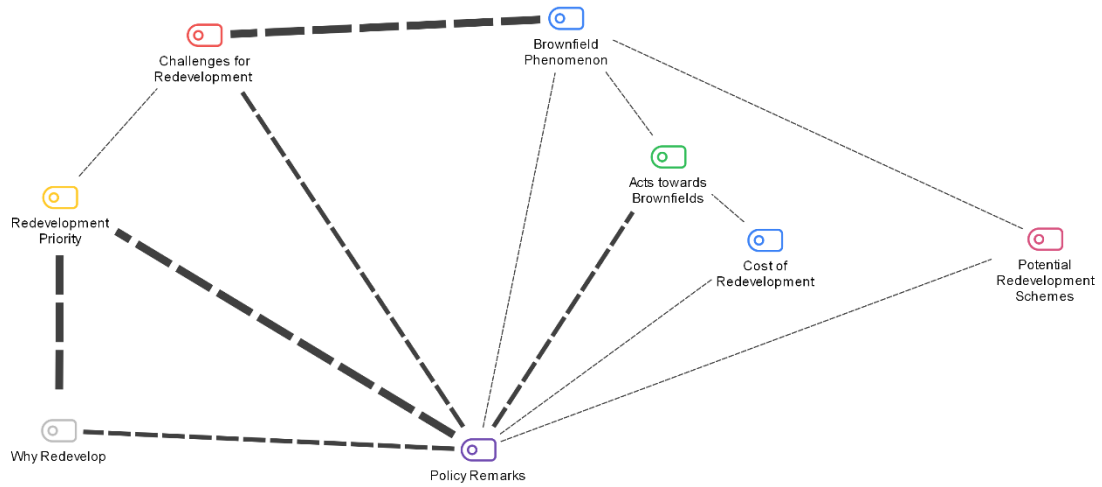 Brownfield
Phenomenon
Challenges for
Redevelopment
Acts towards
Brownfields
Redevelopment
Priority
Cost of
Redevelopment
Potential
Redevelopment
Schemes
Why Redevelop
Policy Remarks